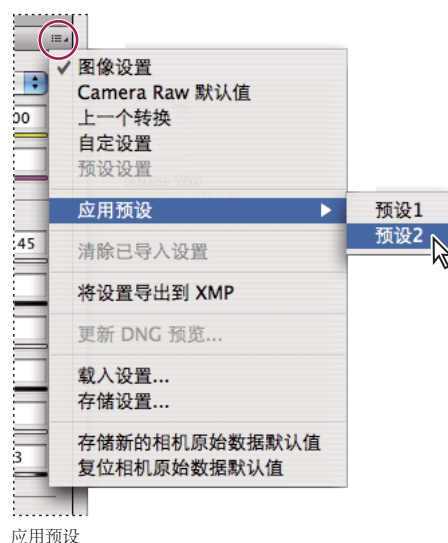 图像设置
Camera Raw 默认值
上一个转换
自定设置
预设设置
应用预设
预设1
预设2
清除已导入设置
将设置导出到 XMP
更新 DNG 预览...
载入设置...
存储设置...
存储新的相机原始数据默认值
复位相机原始数据默认值
00
45
3
应用预设